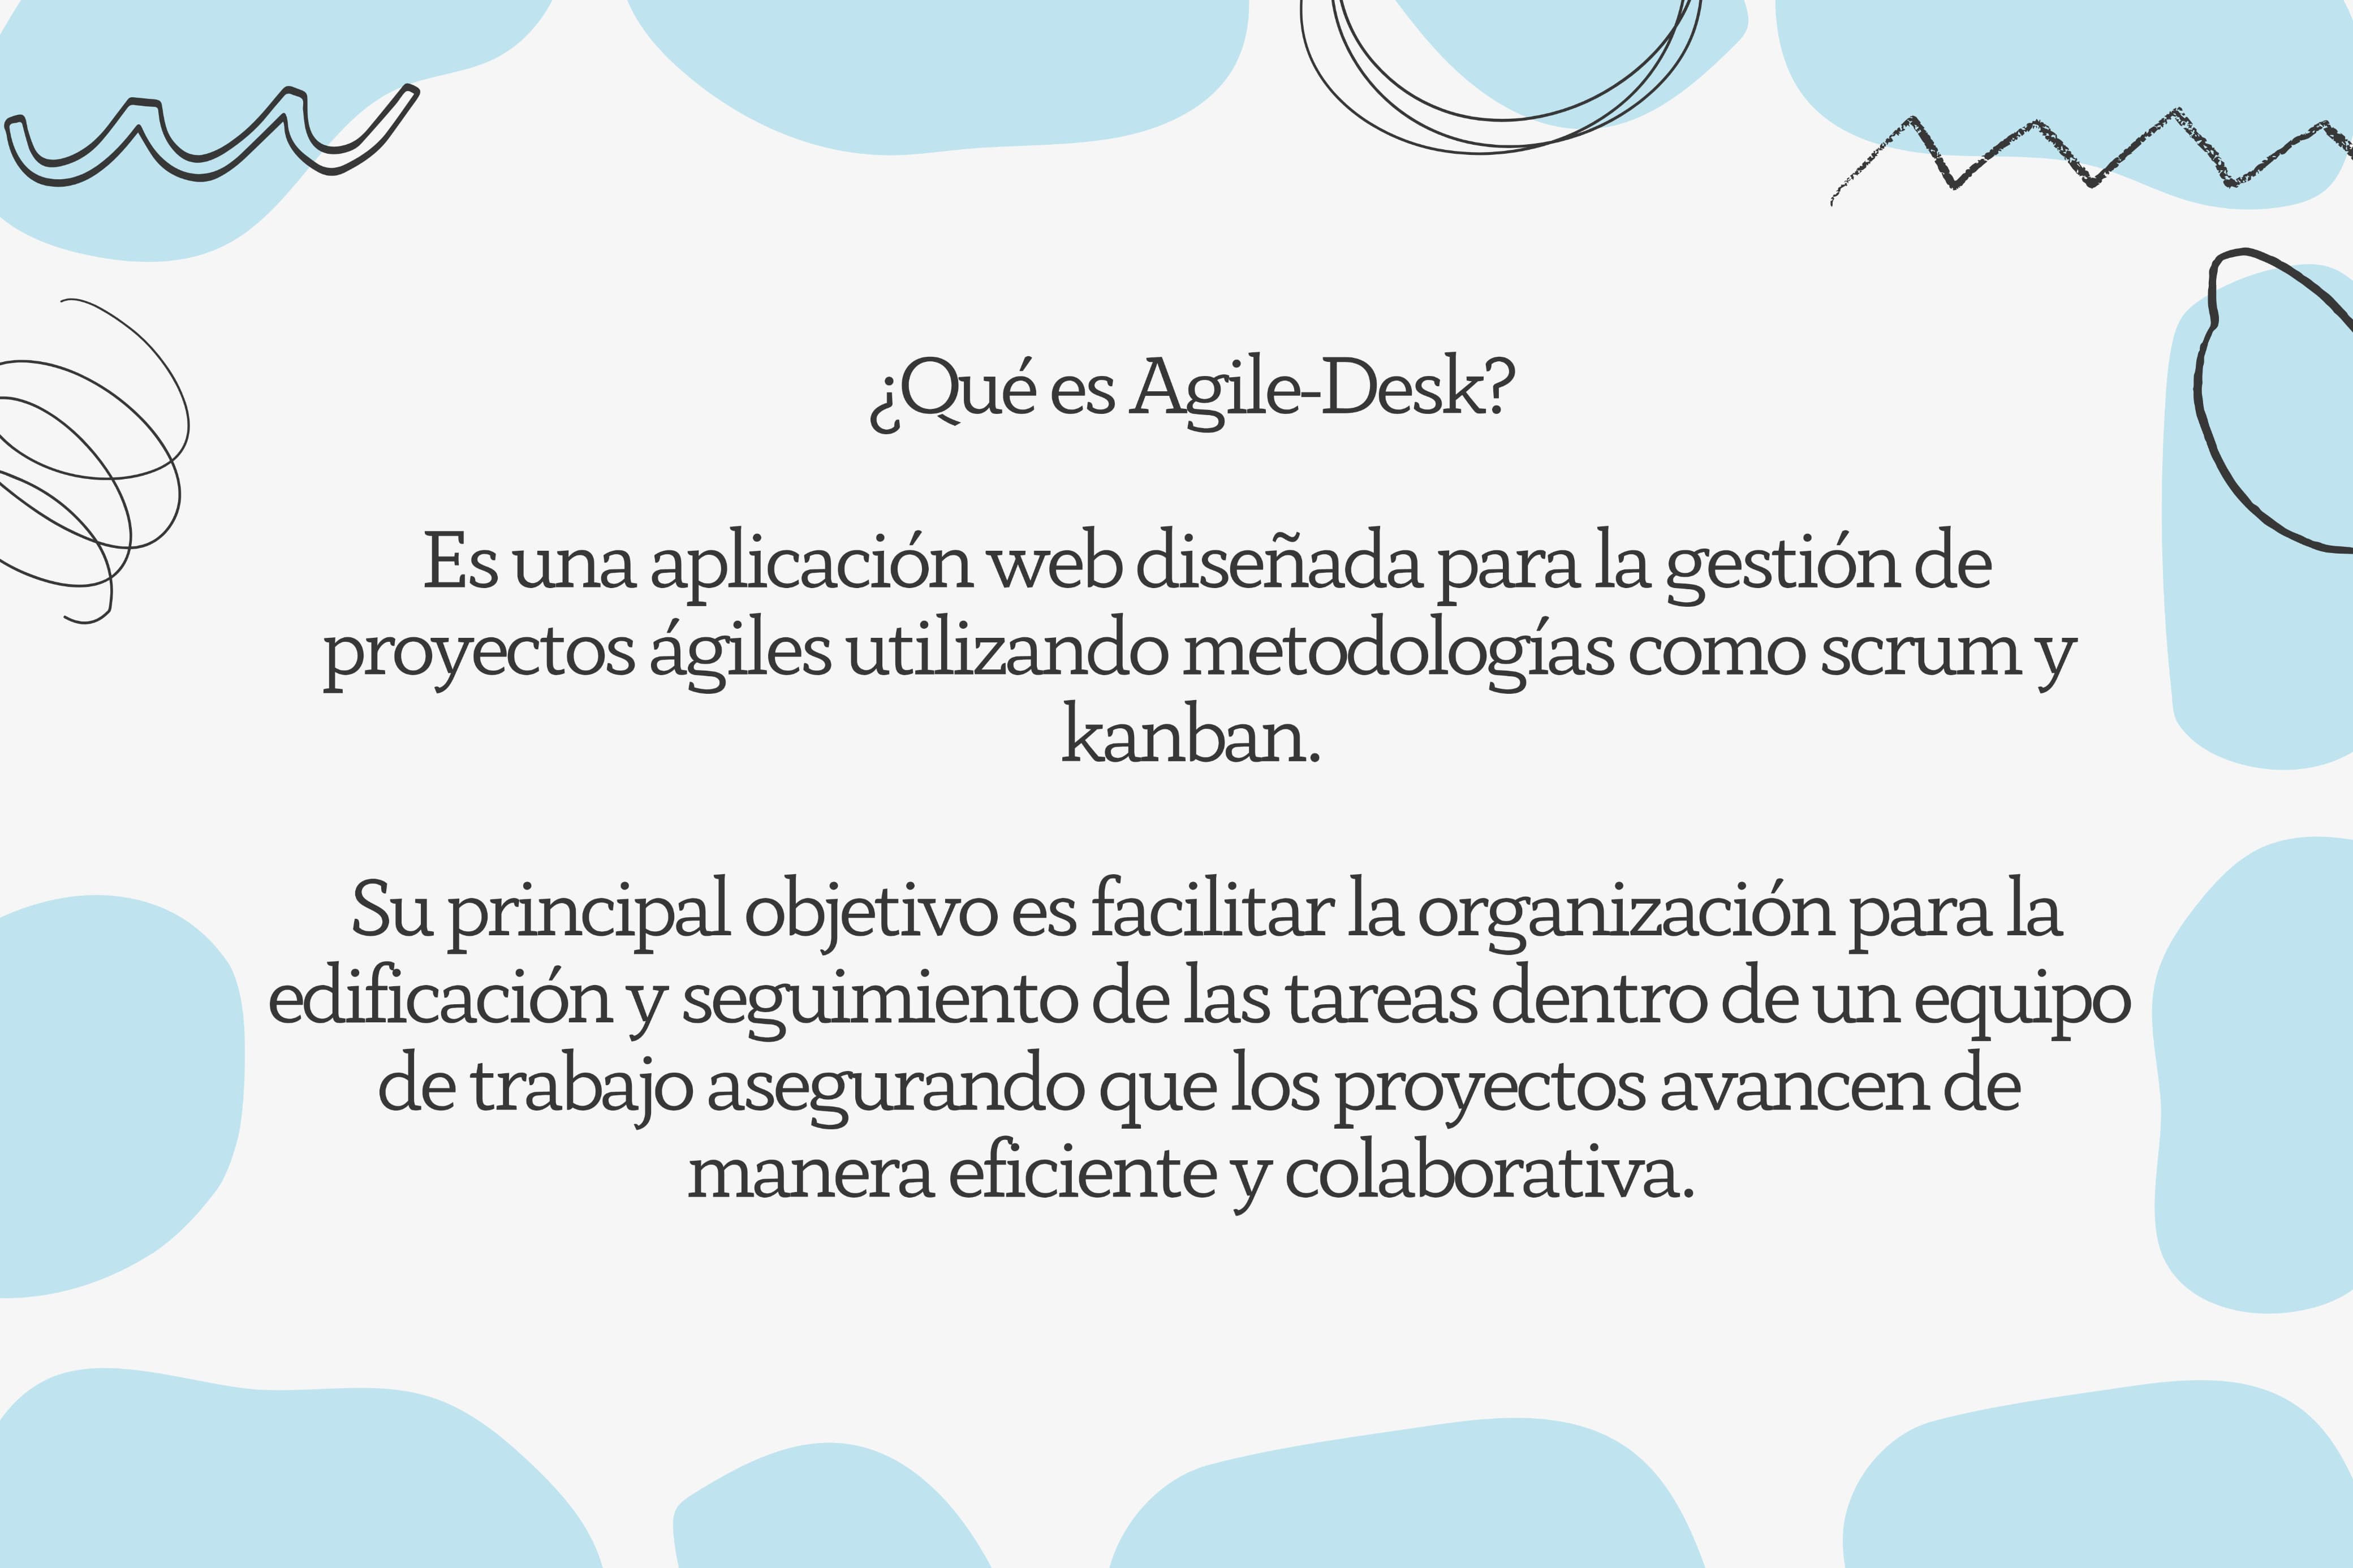 ¿Qué es Agile-Desk?
Es una aplicación web diseñada para la gestión de
proyectos ágiles utilizando metodologías como scrum y
kanban.
Su principal objetivo es facilitar la organización para la
edificación y seguimiento de las tareas dentro de un equipo
de trabajo asegurando que los proyectos avancen de
manera eficiente y colaborativa.